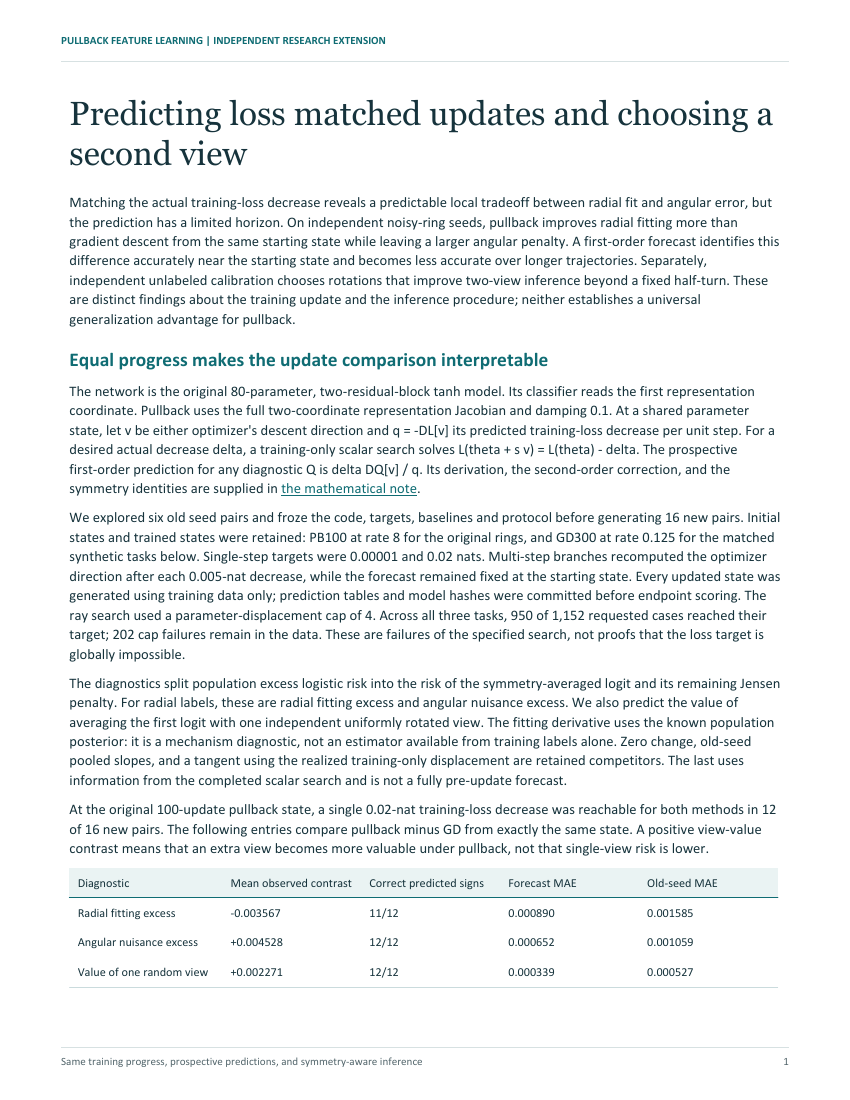 PULLBACK FEATURE LEARNING | INDEPENDENT RESEARCH EXTENSION
Predicting loss matched updates and choosing a
second view
Matching the actual training-loss decrease reveals a predictable local tradeoff between radial fit and angular error, but
the prediction has a limited horizon. On independent noisy-ring seeds, pullback improves radial fitting more than
gradient descent from the same starting state while leaving a larger angular penalty. A first-order forecast identifies this
difference accurately near the starting state and becomes less accurate over longer trajectories. Separately,
independent unlabeled calibration chooses rotations that improve two-view inference beyond a fixed half-turn. These
are distinct findings about the training update and the inference procedure; neither establishes a universal
generalization advantage for pullback.
Equal progress makes the update comparison interpretable
The network is the original 80-parameter, two-residual-block tanh model. Its classifier reads the first representation
coordinate. Pullback uses the full two-coordinate representation Jacobian and damping 0.1. At a shared parameter
state, let v be either optimizer's descent direction and q = -DL[v] its predicted training-loss decrease per unit step. For a
desired actual decrease delta, a training-only scalar search solves L(theta + s v) = L(theta) - delta. The prospective
first-order prediction for any diagnostic Q is delta DQ[v] / q. Its derivation, the second-order correction, and the
symmetry identities are supplied in the mathematical note.
We explored six old seed pairs and froze the code, targets, baselines and protocol before generating 16 new pairs. Initial
states and trained states were retained: PB100 at rate 8 for the original rings, and GD300 at rate 0.125 for the matched
synthetic tasks below. Single-step targets were 0.00001 and 0.02 nats. Multi-step branches recomputed the optimizer
direction after each 0.005-nat decrease, while the forecast remained fixed at the starting state. Every updated state was
generated using training data only; prediction tables and model hashes were committed before endpoint scoring. The
ray search used a parameter-displacement cap of 4. Across all three tasks, 950 of 1,152 requested cases reached their
target; 202 cap failures remain in the data. These are failures of the specified search, not proofs that the loss target is
globally impossible.
The diagnostics split population excess logistic risk into the risk of the symmetry-averaged logit and its remaining Jensen
penalty. For radial labels, these are radial fitting excess and angular nuisance excess. We also predict the value of
averaging the first logit with one independent uniformly rotated view. The fitting derivative uses the known population
posterior: it is a mechanism diagnostic, not an estimator available from training labels alone. Zero change, old-seed
pooled slopes, and a tangent using the realized training-only displacement are retained competitors. The last uses
information from the completed scalar search and is not a fully pre-update forecast.
At the original 100-update pullback state, a single 0.02-nat training-loss decrease was reachable for both methods in 12
of 16 new pairs. The following entries compare pullback minus GD from exactly the same state. A positive view-value
contrast means that an extra view becomes more valuable under pullback, not that single-view risk is lower.
Diagnostic Mean observed contrast Correct predicted signs Forecast MAE Old-seed MAE
Radial fitting excess -0.003567 11/12 0.000890 0.001585
Angular nuisance excess +0.004528 12/12 0.000652 0.001059
Value of one random view +0.002271 12/12 0.000339 0.000527
Same training progress, prospective predictions, and symmetry-aware inference 1